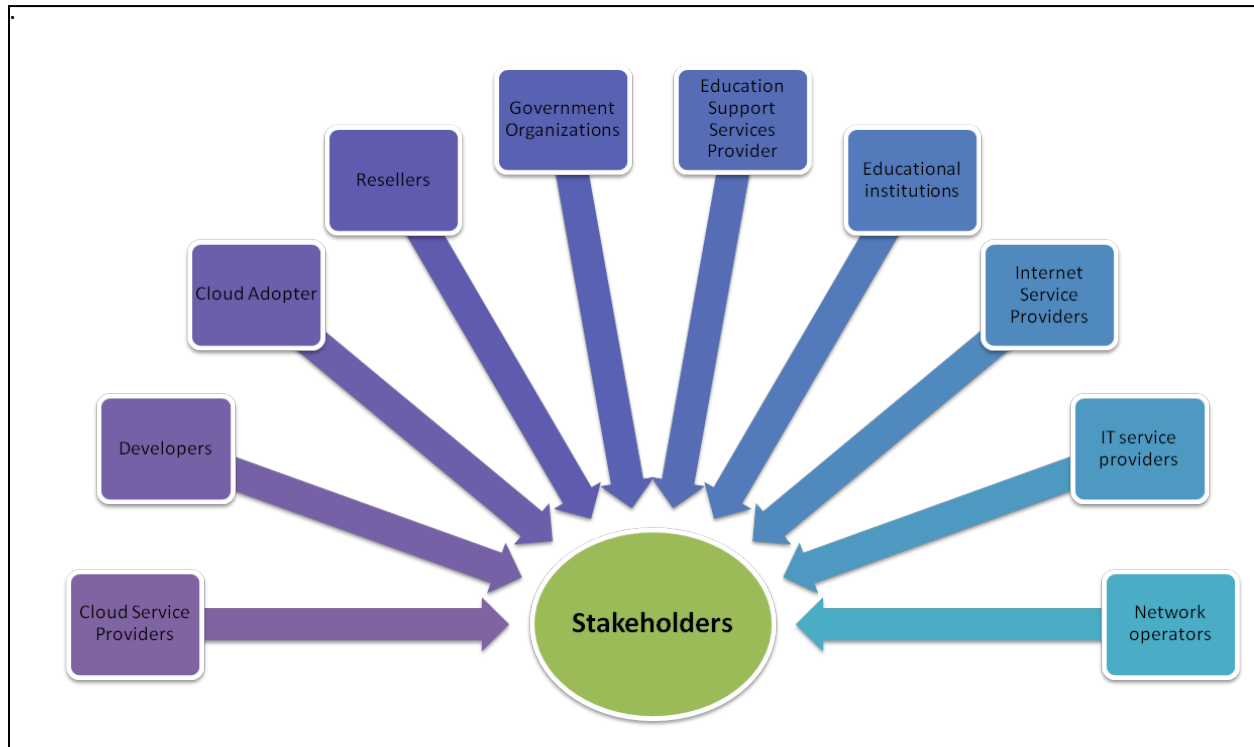 .
Government
Organizations
Education
Support
Services
Provider
Resellers
Educational
institutions
Cloud Adopter
Internet
Service
Providers
Developers
IT service
providers
Cloud Service
Providers
Stakeholders
Network
operators